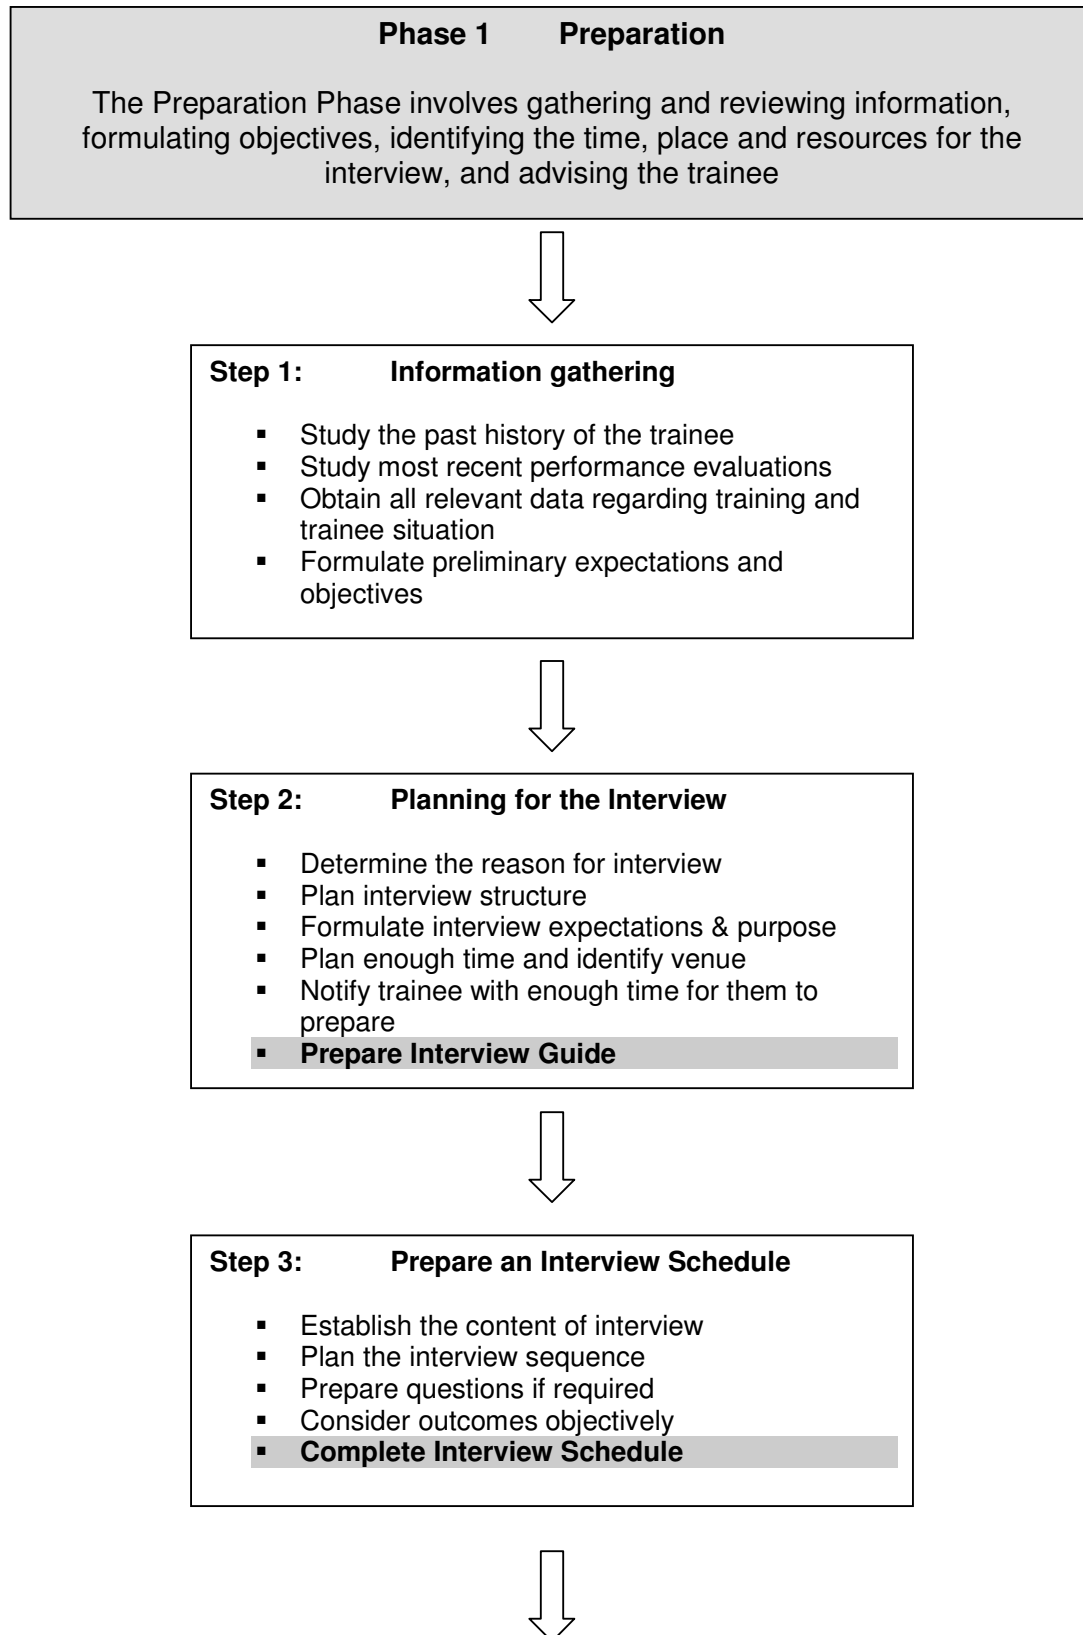 Phase 1 Preparation
The Preparation Phase involves gathering and reviewing information,
formulating objectives, identifying the time, place and resources for the
interview, and advising the trainee
Step 1: Information gathering
▪ Study the past history of the trainee
▪ Study most recent performance evaluations
▪ Obtain all relevant data regarding training and
trainee situation
▪ Formulate preliminary expectations and
objectives
Step 2: Planning for the Interview
▪ Determine the reason for interview
▪ Plan interview structure
▪ Formulate interview expectations & purpose
▪ Plan enough time and identify venue
▪ Notify trainee with enough time for them to
prepare
▪ Prepare Interview Guide
Step 3: Prepare an Interview Schedule
▪ Establish the content of interview
▪ Plan the interview sequence
▪ Prepare questions if required
▪ Consider outcomes objectively
▪ Complete Interview Schedule